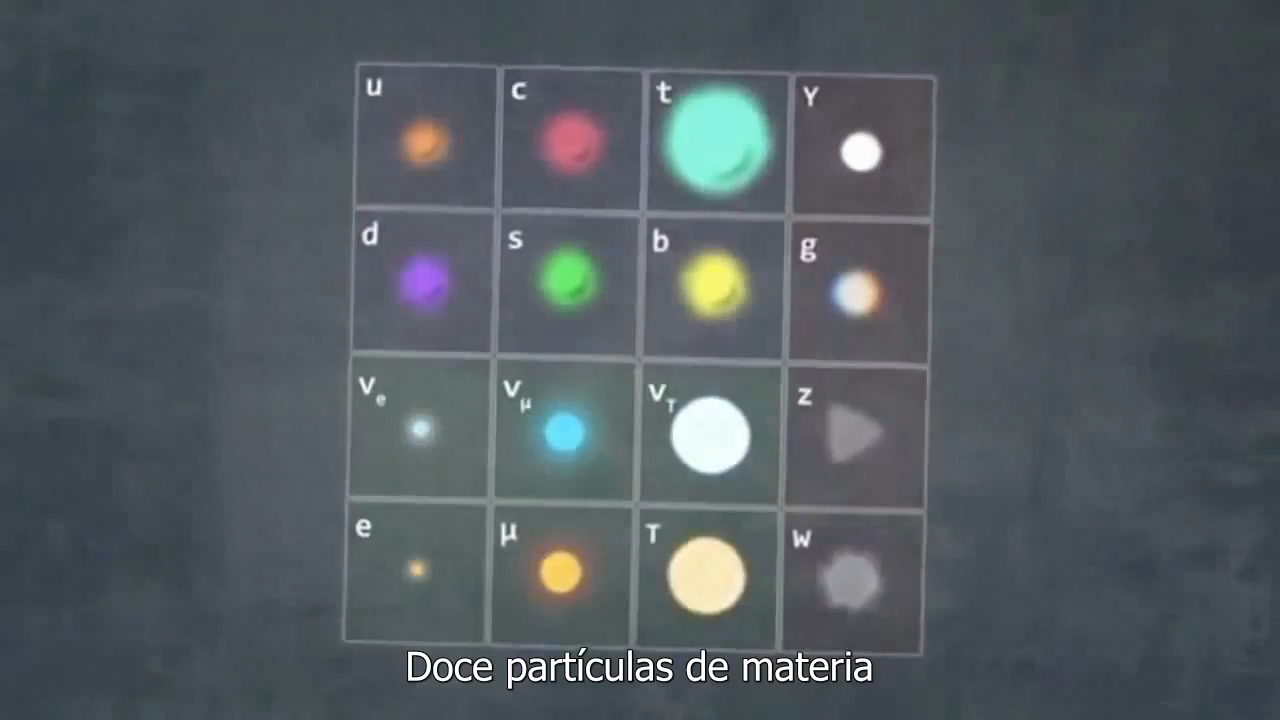 u c t Y
d s b g
νe νμ ντ z
e μ T w
Doce partículas de materia